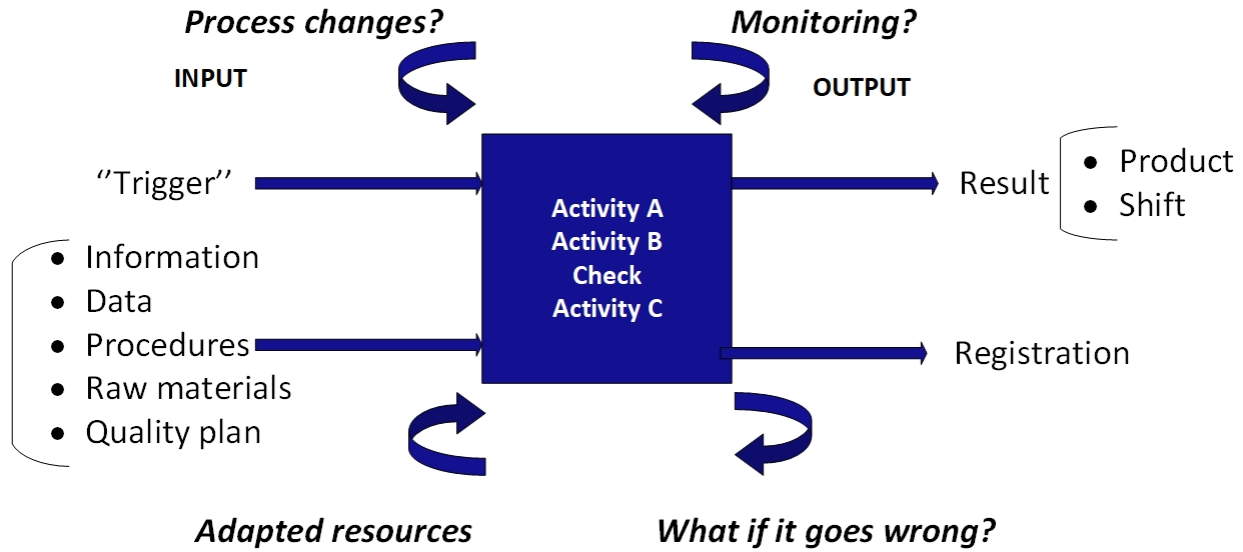 Process changes?
Monitoring?
INPUT
OUTPUT
‘’Trigger’’
• Information
• Data
• Procedures
• Raw materials
• Quality plan
Activity A
Activity B
Check
Activity C
Result
• Product
• Shift
Registration
Adapted resources
What if it goes wrong?